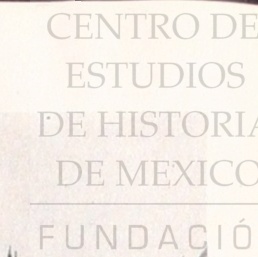 CENTRO DE
ESTUDIOS
DE HISTORIA
DE MEXICO
FUNDACIÓ